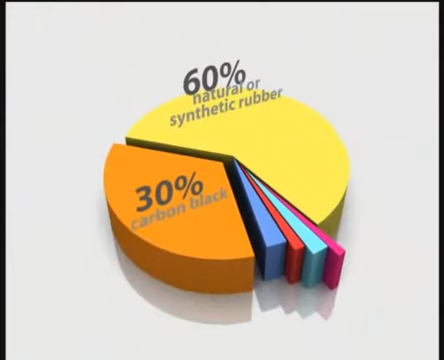 60%
natural or
synthetic rubber
30%
carbon black